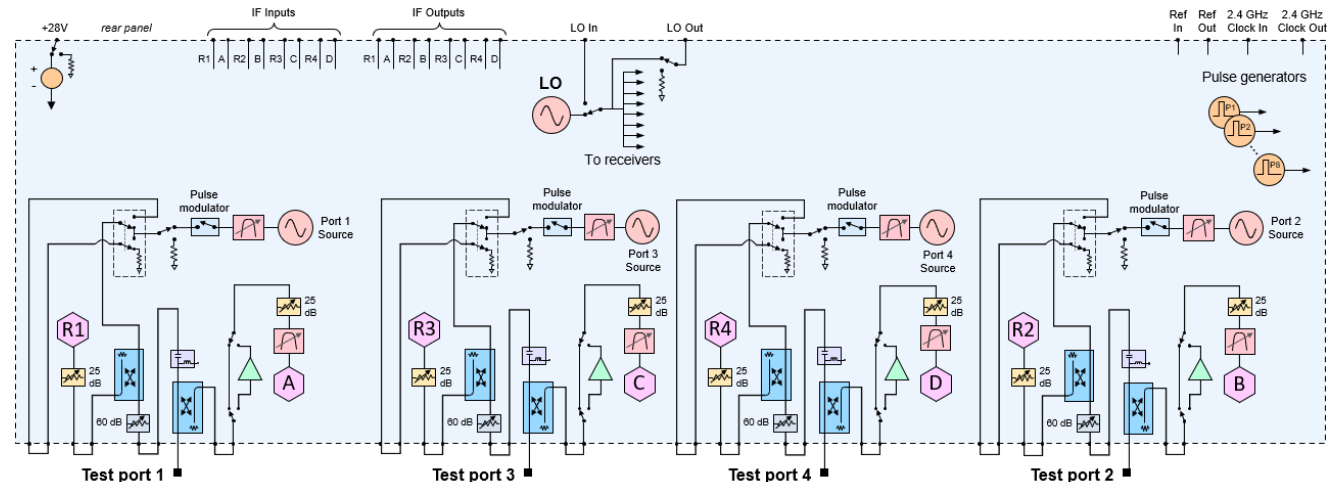 +28V
rear panel
IF Inputs
IF Outputs
LO In
LO Out
Ref In
Ref Out
2.4 GHz Clock In
2.4 GHz Clock Out
+
-
R1 A R2 B R3 C R4 D
R1 A R2 B R3 C R4 D
LO
To receivers
Pulse generators
P1
P2
P8
Pulse modulator
Port 1 Source
Pulse modulator
Port 3 Source
Pulse modulator
Port 4 Source
Pulse modulator
Port 2 Source
R1
25 dB
60 dB
25 dB
A
R3
25 dB
60 dB
25 dB
C
R4
25 dB
60 dB
25 dB
D
R2
25 dB
60 dB
25 dB
B
Test port 1
Test port 3
Test port 4
Test port 2